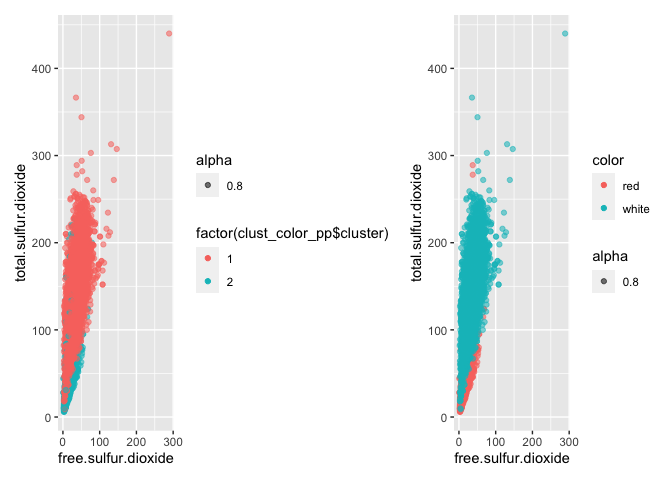 total.sulfur.dioxide
400
300
200
100
0
0
100
200
300
free.sulfur.dioxide
alpha
0.8
factor(clust_color_pp$cluster)
1
2
total.sulfur.dioxide
400
300
200
100
0
0
100
200
300
free.sulfur.dioxide
color
red
white
alpha
0.8